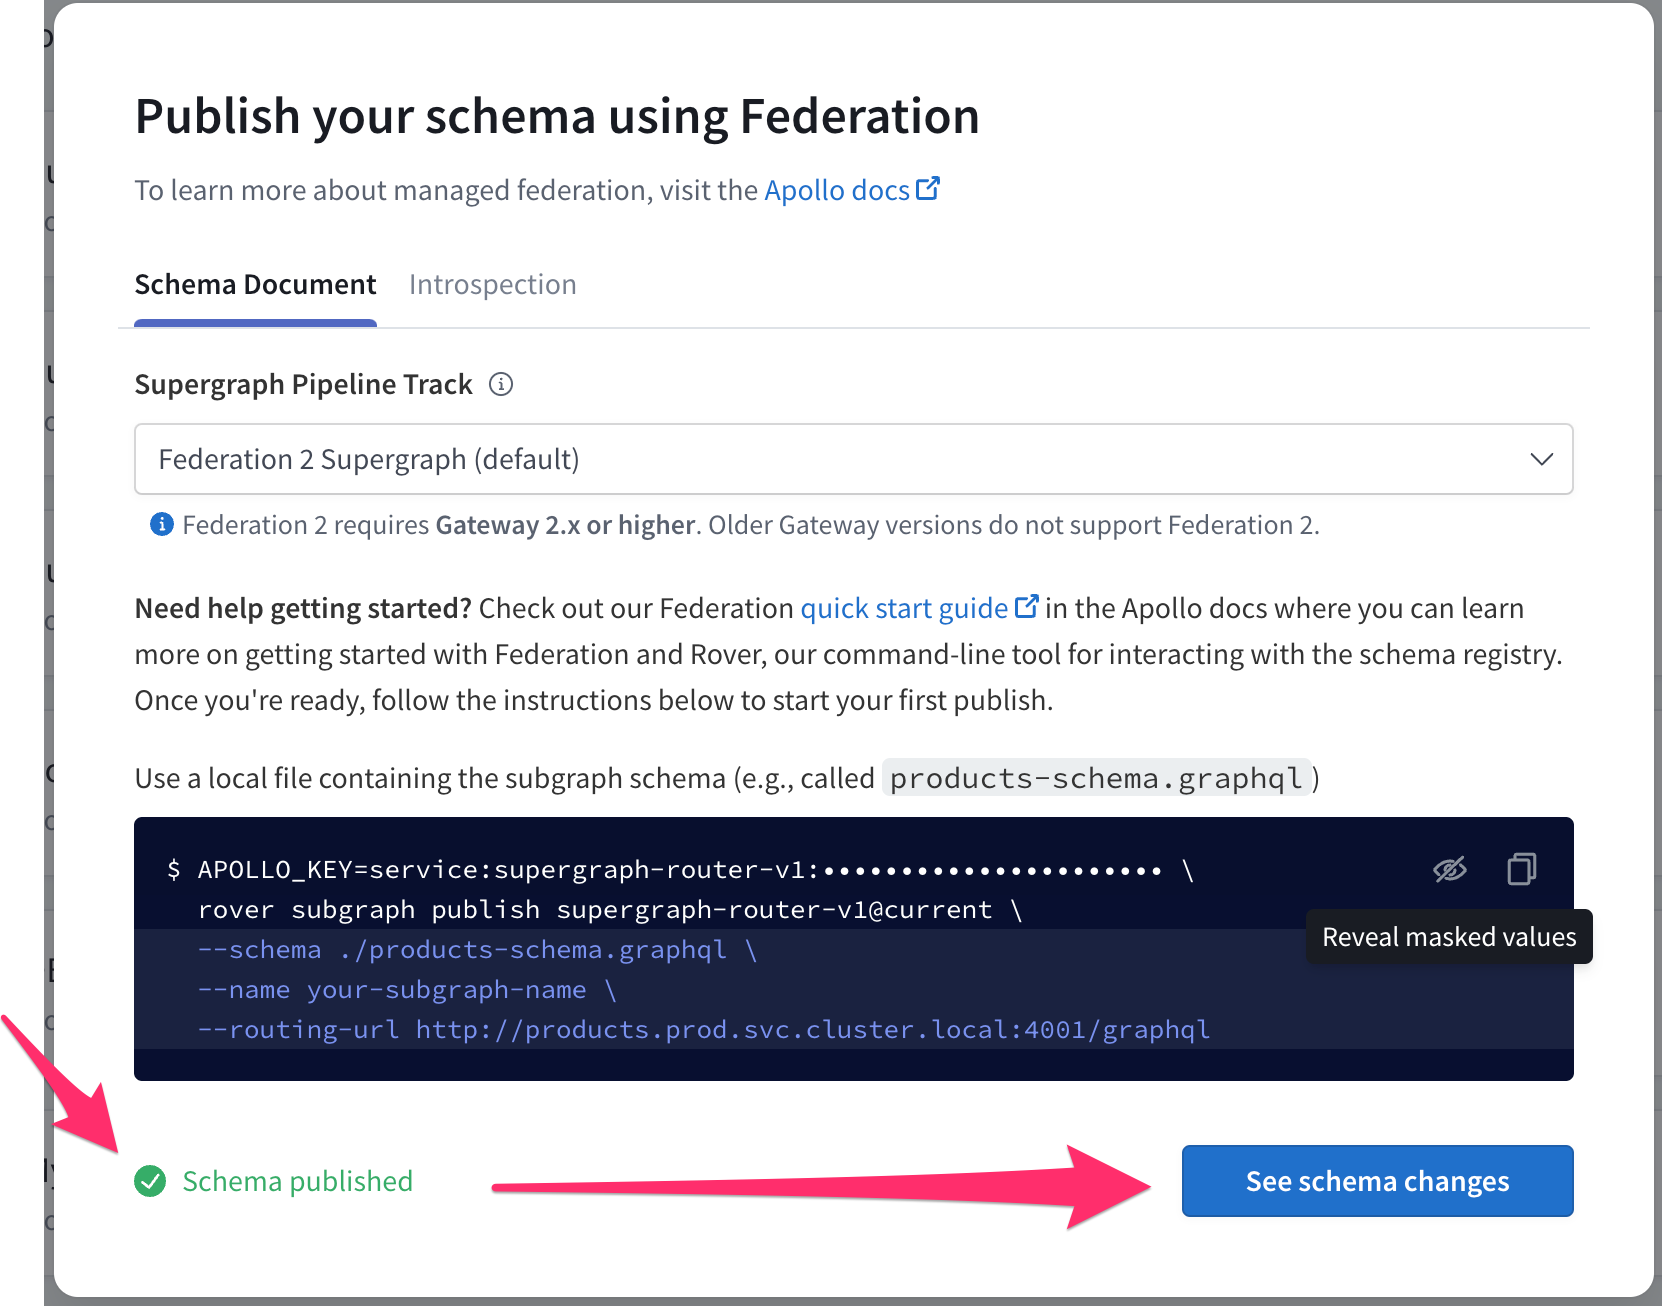 Publish your schema using Federation
To learn more about managed federation, visit the Apollo docs
Schema Document Introspection
Supergraph Pipeline Track
Federation 2 Supergraph (default)
Federation 2 requires Gateway 2.x or higher. Older Gateway versions do not support Federation 2.
Need help getting started? Check out our Federation quick start guide in the Apollo docs where you can learn
more on getting started with Federation and Rover, our command-line tool for interacting with the schema registry.
Once you're ready, follow the instructions below to start your first publish.
Use a local file containing the subgraph schema (e.g., called products-schema.graphql)
$ APOLLO_KEY=service:supergraph-router-v1:•••••••••••••••••••••• \
rover subgraph publish supergraph-router-v1@current \
Reveal masked values
--schema ./products-schema.graphql \
--name your-subgraph-name \
--routing-url http://products.prod.svc.cluster.local:4001/graphql
Schema published
See schema changes